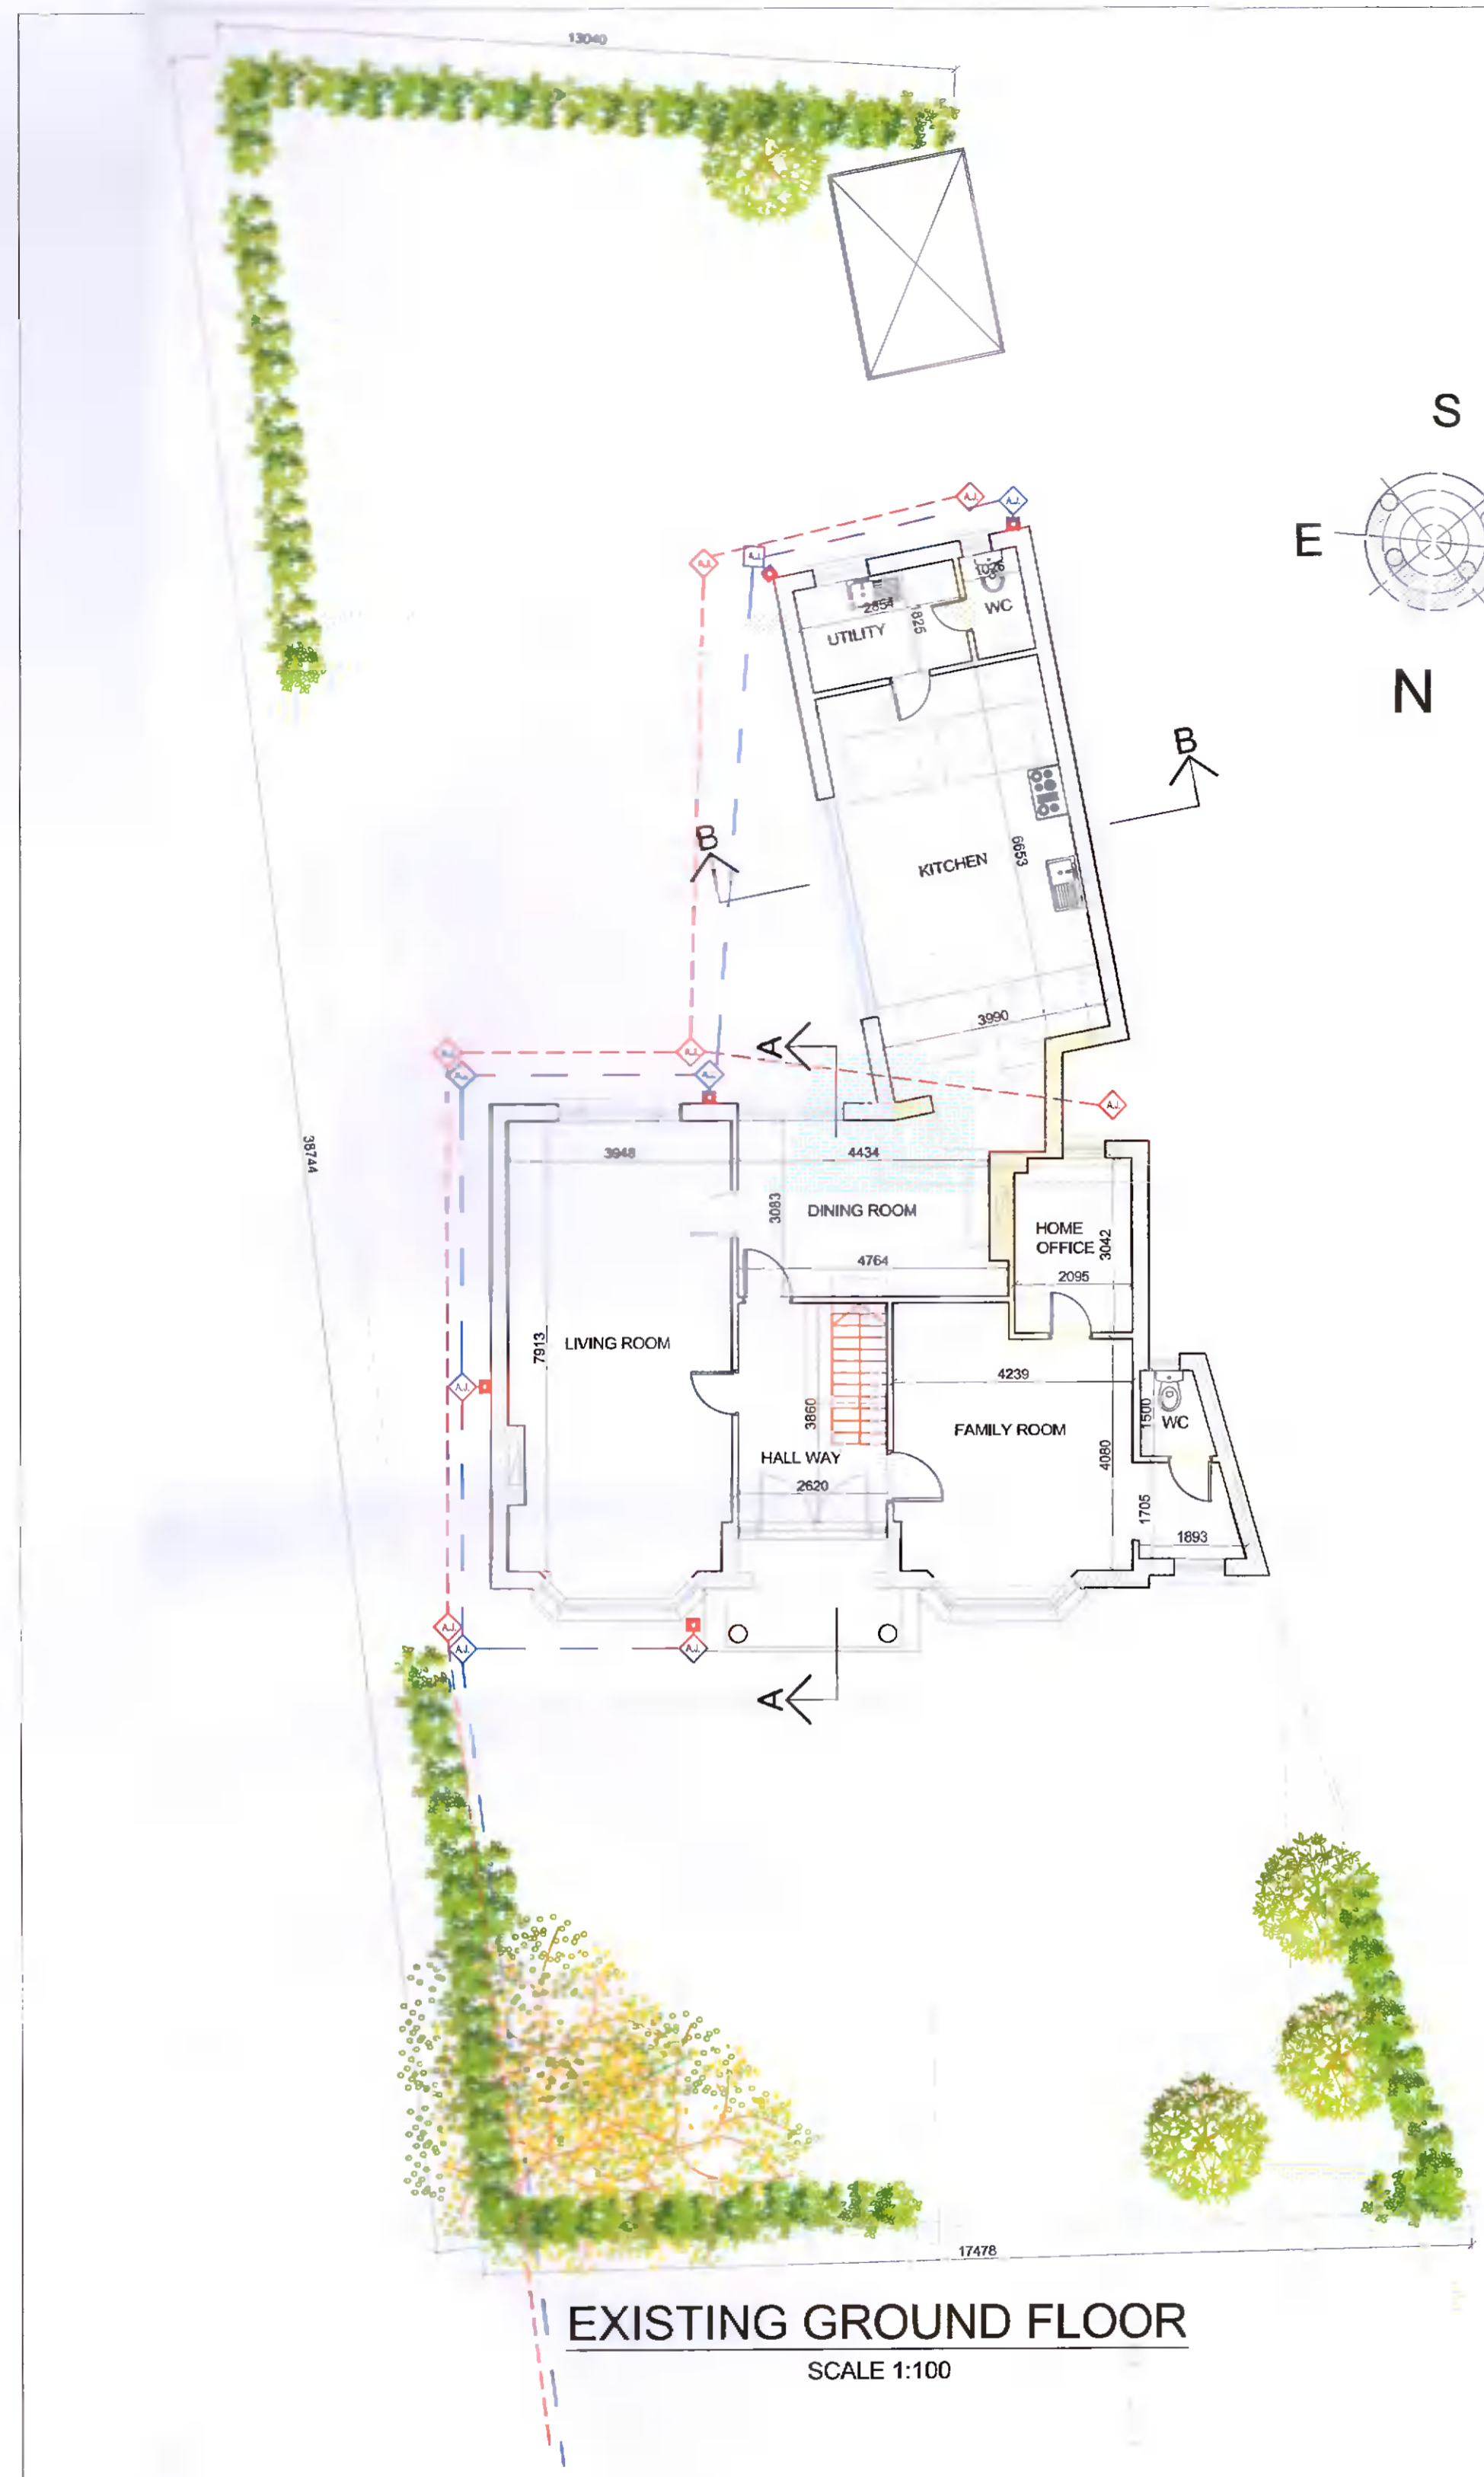 13040
S
E
N
A.J.
A.J.
A.J.
A.J.
2854
1825
WC
UTILITY
B
B
KITCHEN
6653
3990
A
A.J.
A.J.
A.J.
38744
3948
4434
3083
DINING ROOM
HOME
OFFICE
3042
4764
2095
7913
LIVING ROOM
4239
A.J.
3860
FAMILY ROOM
1500
WC
HALL WAY
4080
2620
1705
1893
A.J.
A.J.
A.J.
A
17478
EXISTING GROUND FLOOR
SCALE 1:100